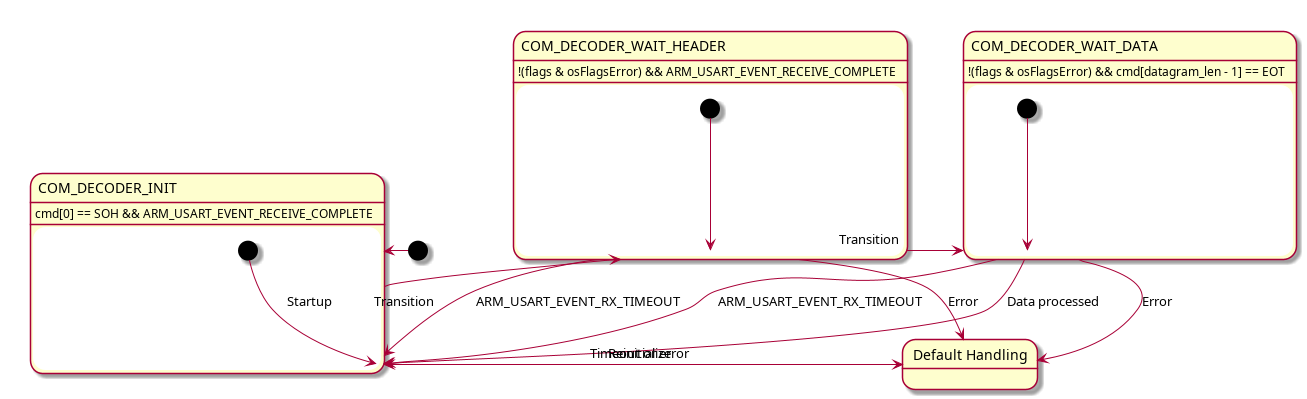 COM_DECODER_WAIT_HEADER
!(flags & osFlagsError) && ARM_USART_EVENT_RECEIVE_COMPLETE
COM_DECODER_WAIT_DATA
!(flags & osFlagsError) && cmd[datagram_len - 1] == EOT
COM_DECODER_INIT
cmd[0] == SOH && ARM_USART_EVENT_RECEIVE_COMPLETE
Transition
Startup
Transition
ARM_USART_EVENT_RX_TIMEOUT
ARM_USART_EVENT_RX_TIMEOUT
Error
Data processed
Error
Timeout or error
Reinitialize
Default Handling